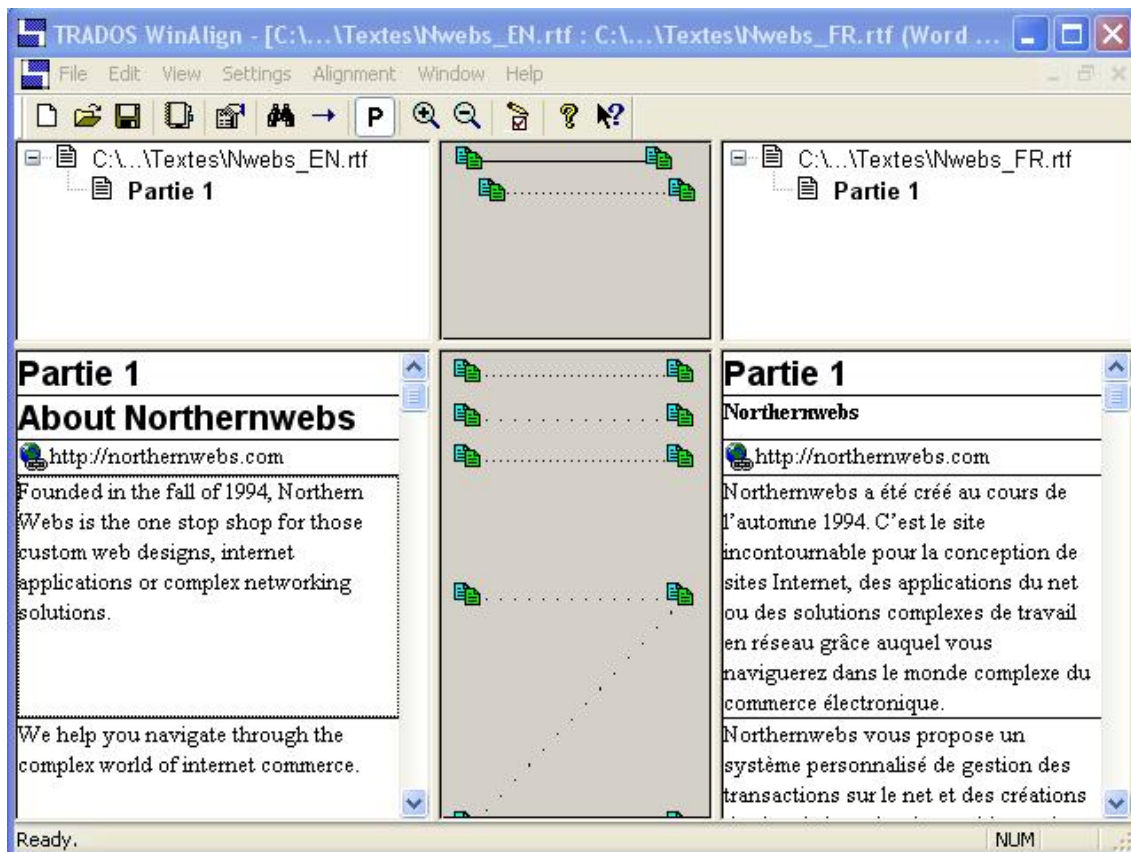 TRADOS WinAlign - [C:\...\Textes\Nwebs_EN.rtf : C:\...\Textes\Nwebs_FR.rtf (Word ...
File Edit View Settings Alignment Window Help
P
C:\...\Textes\Nwebs_EN.rtf
Partie 1
C:\...\Textes\Nwebs_FR.rtf
Partie 1
Partie 1
About Northernwebs
http://northernwebs.com
Founded in the fall of 1994, Northern
Webs is the one stop shop for those
custom web designs, internet
applications or complex networking
solutions.
We help you navigate through the
complex world of internet commerce.
Partie 1
Northernwebs
http://northernwebs.com
Northernwebs a été créé au cours de
l’automne 1994. C’est le site
incontournable pour la conception de
sites Internet, des applications du net
ou des solutions complexes de travail
en réseau grâce auquel vous
naviguerez dans le monde complexe du
commerce électronique.
Northernwebs vous propose un
système personnalisé de gestion des
transactions sur le net et des créations
Ready.
NUM